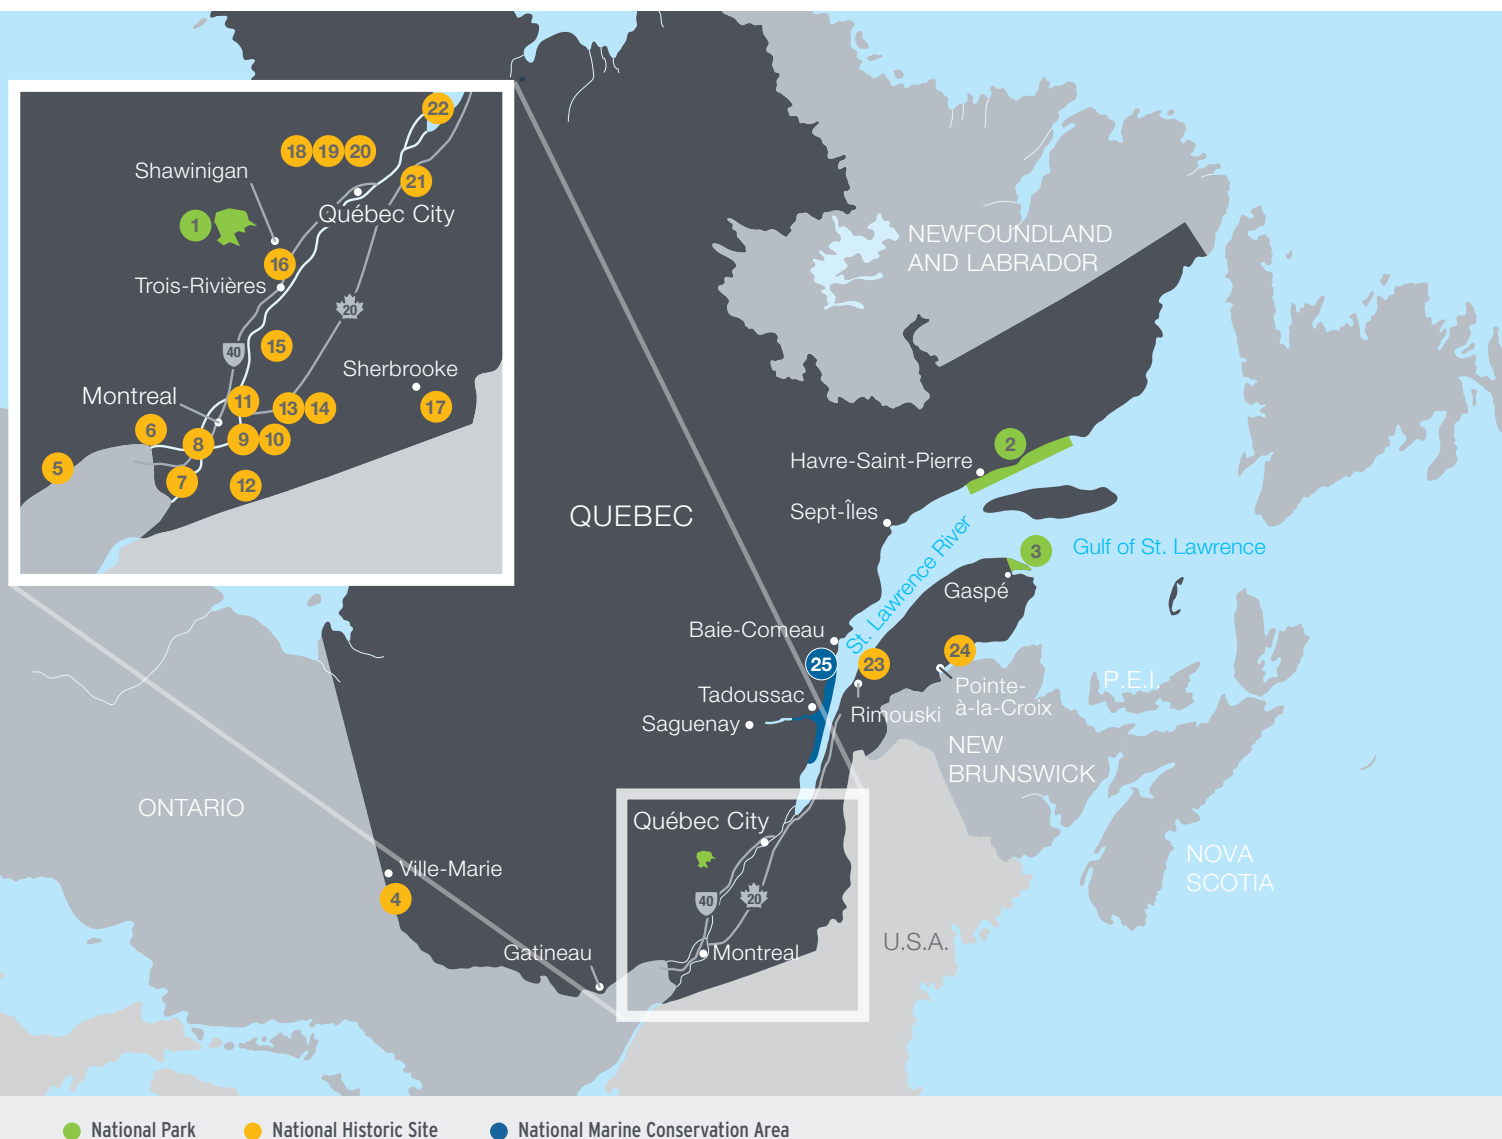 22
18 19 20
Shawinigan
21
Québec City
1
16
Trois-Rivières
20
40
15
Sherbrooke
Montreal
11
13 14
17
6
8
9 10
5
7
12
NEWFOUNDLAND
AND LABRADOR
2
Havre-Saint-Pierre
Sept-Îles
QUEBEC
St. Lawrence River
Gulf of St. Lawrence
3
Gaspé
Baie-Comeau
25
23
24
Tadoussac
Pointe-
à-la-Croix
P.E.I.
Saguenay
Rimouski
NEW
BRUNSWICK
ONTARIO
Québec City
NOVA
SCOTIA
Ville-Marie
4
40
20
U.S.A.
Gatineau
Montreal
National Park
National Historic Site
National Marine Conservation Area